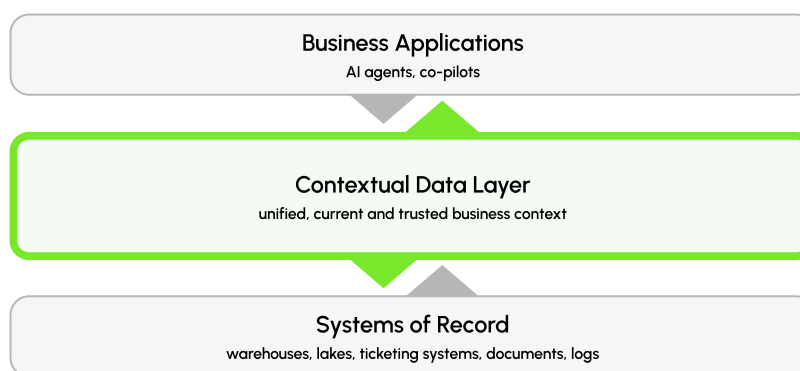 Business Applications
AI agents, co-pilots
Contextual Data Layer
unified, current and trusted business context
Systems of Record
warehouses, lakes, ticketing systems, documents, logs